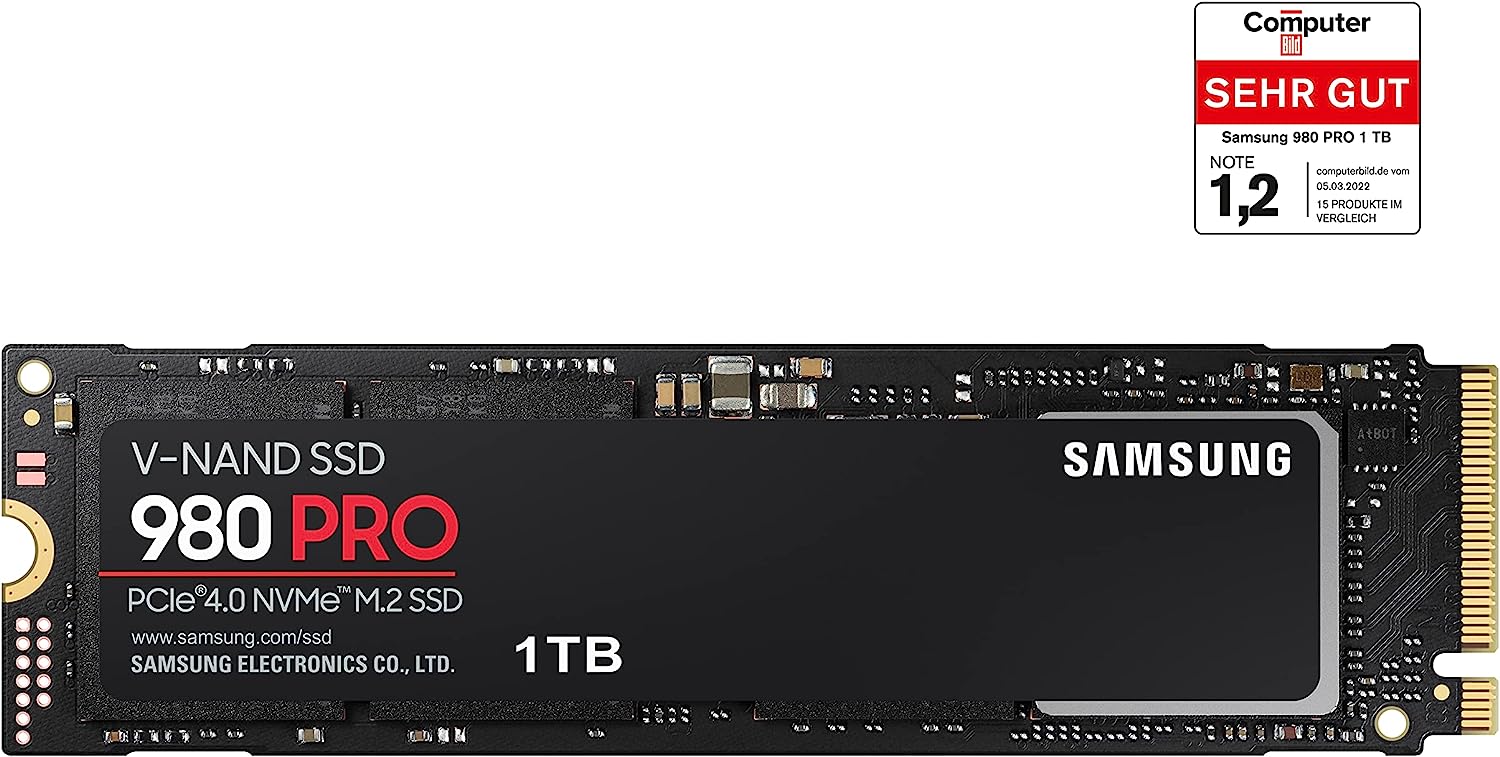 Computer
Bild
SEHR GUT
Samsung 980 PRO 1 TB
NOTE
1,2
computerbild.de vom
05.03.2022
15 PRODUKTE IM
VERGLEICH
V-NAND SSD
SAMSUNG
980 PRO
PCIe®4.0 NVMe™ M.2 SSD
www.samsung.com/ssd
SAMSUNG ELECTRONICS CO., LTD.
1TB